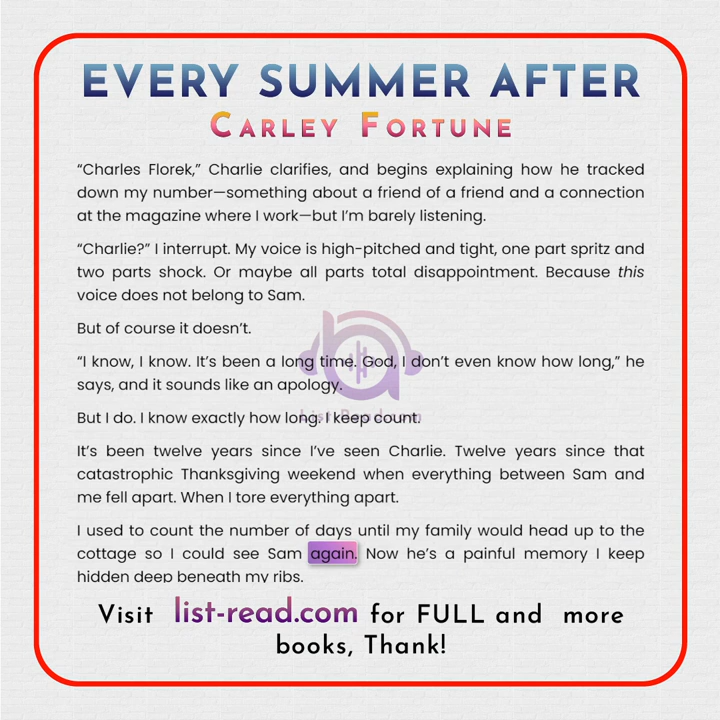 EVERY SUMMER AFTER
CARLEY FORTUNE
“Charles Florek,” Charlie clarifies, and begins explaining how he tracked
down my number—something about a friend of a friend and a connection
at the magazine where I work—but I’m barely listening.
“Charlie?” I interrupt. My voice is high-pitched and tight, one part spritz and
two parts shock. Or maybe all parts total disappointment. Because this
voice does not belong to Sam.
But of course it doesn’t.
“I know, I know. It’s been a long time. God, I don’t even know how long,” he
says, and it sounds like an apology.
But I do. I know exactly how long. I keep count.
List-Read.com
It’s been twelve years since I’ve seen Charlie. Twelve years since that
catastrophic Thanksgiving weekend when everything between Sam and
me fell apart. When I tore everything apart.
I used to count the number of days until my family would head up to the
cottage so I could see Sam again. Now he’s a painful memory I keep
hidden deep beneath my ribs.
Visit list-read.com for FULL and more
books, Thank!